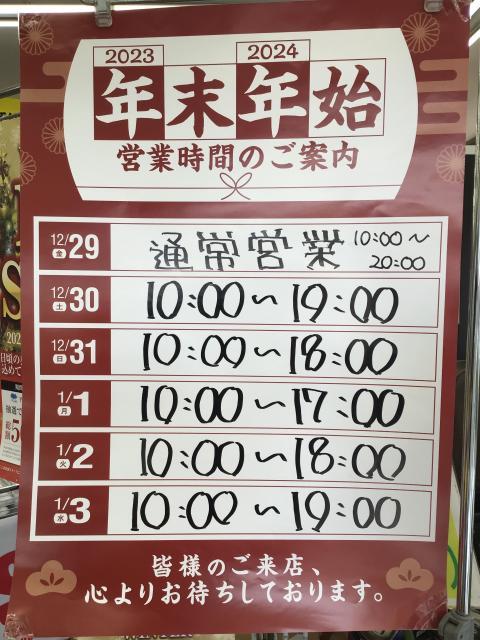 2023 2024
年末年始
営業時間のご案内
12/29 金 通常営業 10:00〜20:00
12/30 土 10:00〜19:00
12/31 日 10:00〜18:00
1/1 月 10:00〜17:00
1/2 火 10:00〜18:00
1/3 水 10:00〜19:00
皆様のご来店、
心よりお待ちしております。